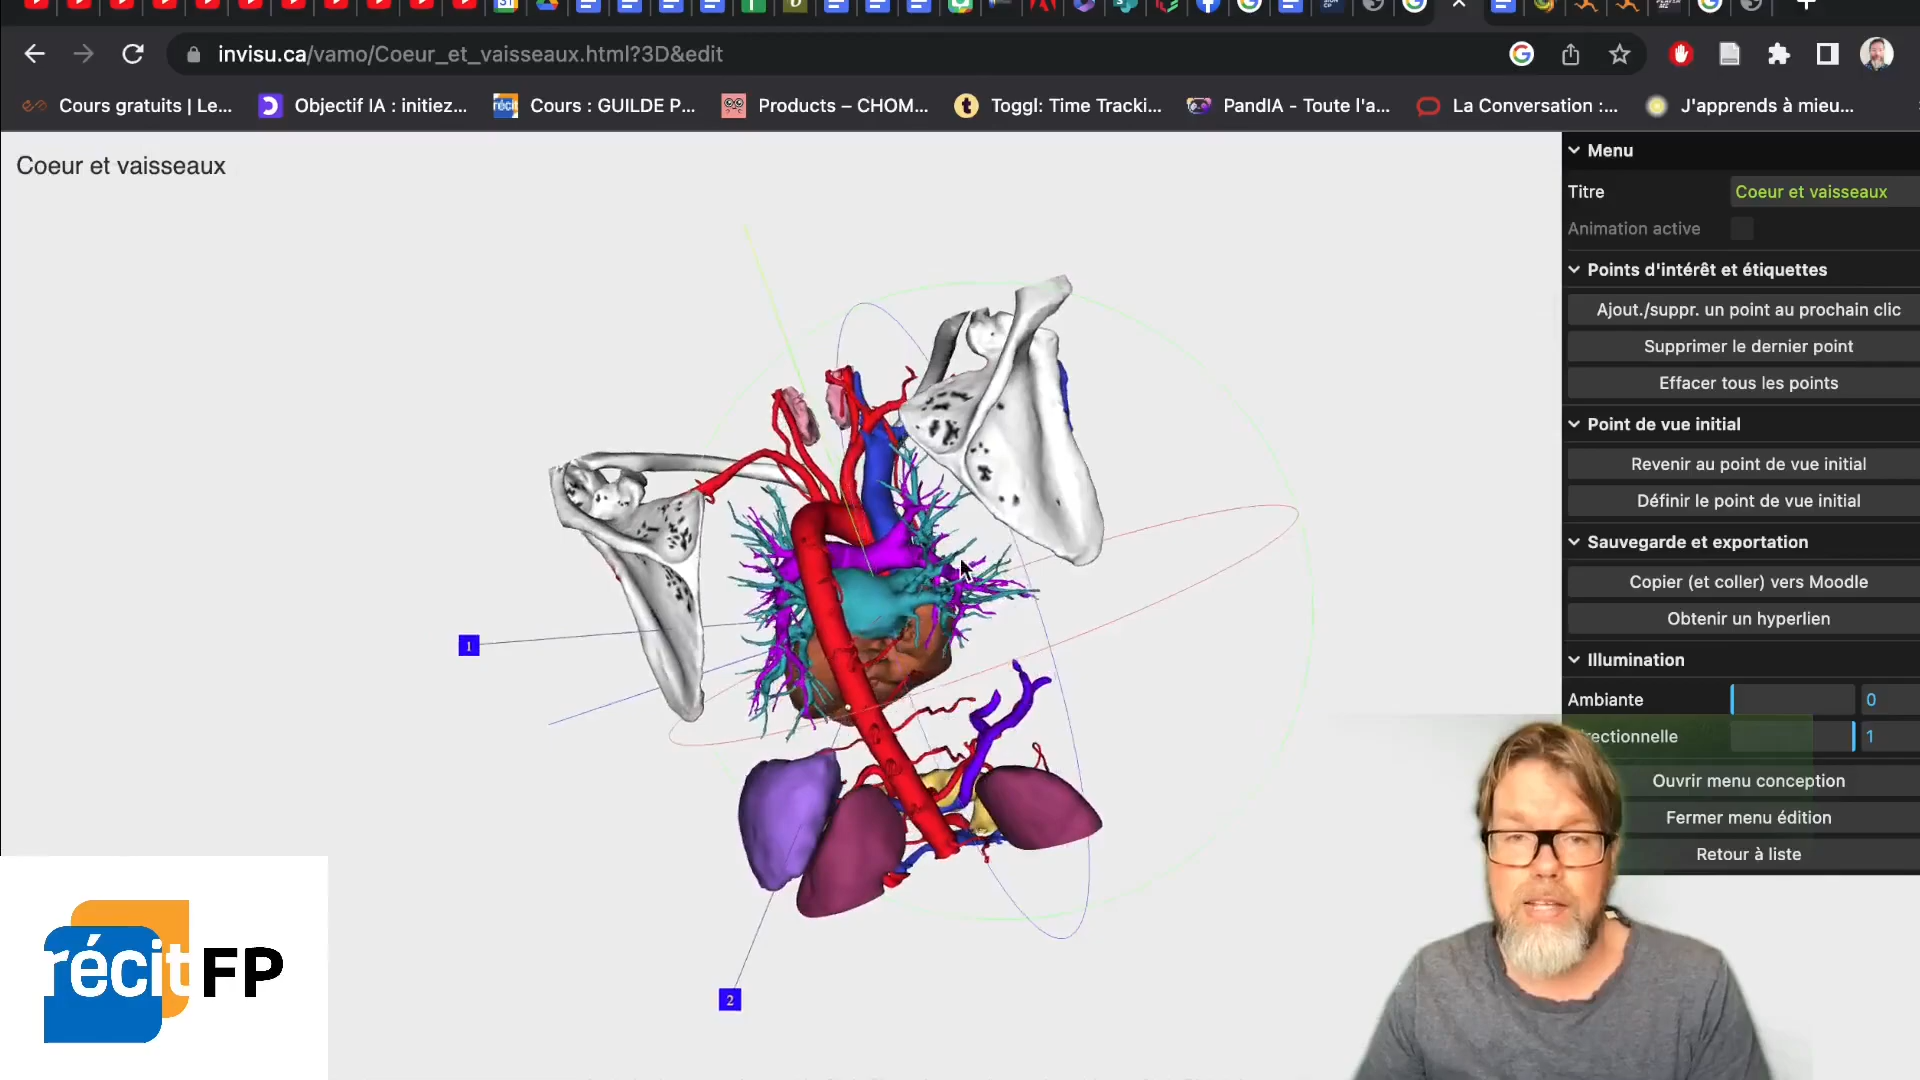 invisu.ca/vamo/Coeur_et_vaisseaux.html?3D&edit
Cours gratuits | Le... Objectif IA : initiez... récit Cours : GUILDE P... Products – CHOM... t Toggl: Time Tracki... PandIA - Toute l'a... La Conversation :... J'apprends à mieu...
Coeur et vaisseaux
Menu
Titre Coeur et vaisseaux
Animation active
Points d'intérêt et étiquettes
Ajout./suppr. un point au prochain clic
Supprimer le dernier point
Effacer tous les points
Point de vue initial
Revenir au point de vue initial
Définir le point de vue initial
Sauvegarde et exportation
Copier (et coller) vers Moodle
Obtenir un hyperlien
Illumination
Ambiante 0
rectionnelle 1
Ouvrir menu conception
Fermer menu édition
Retour à liste
1
2
récit FP